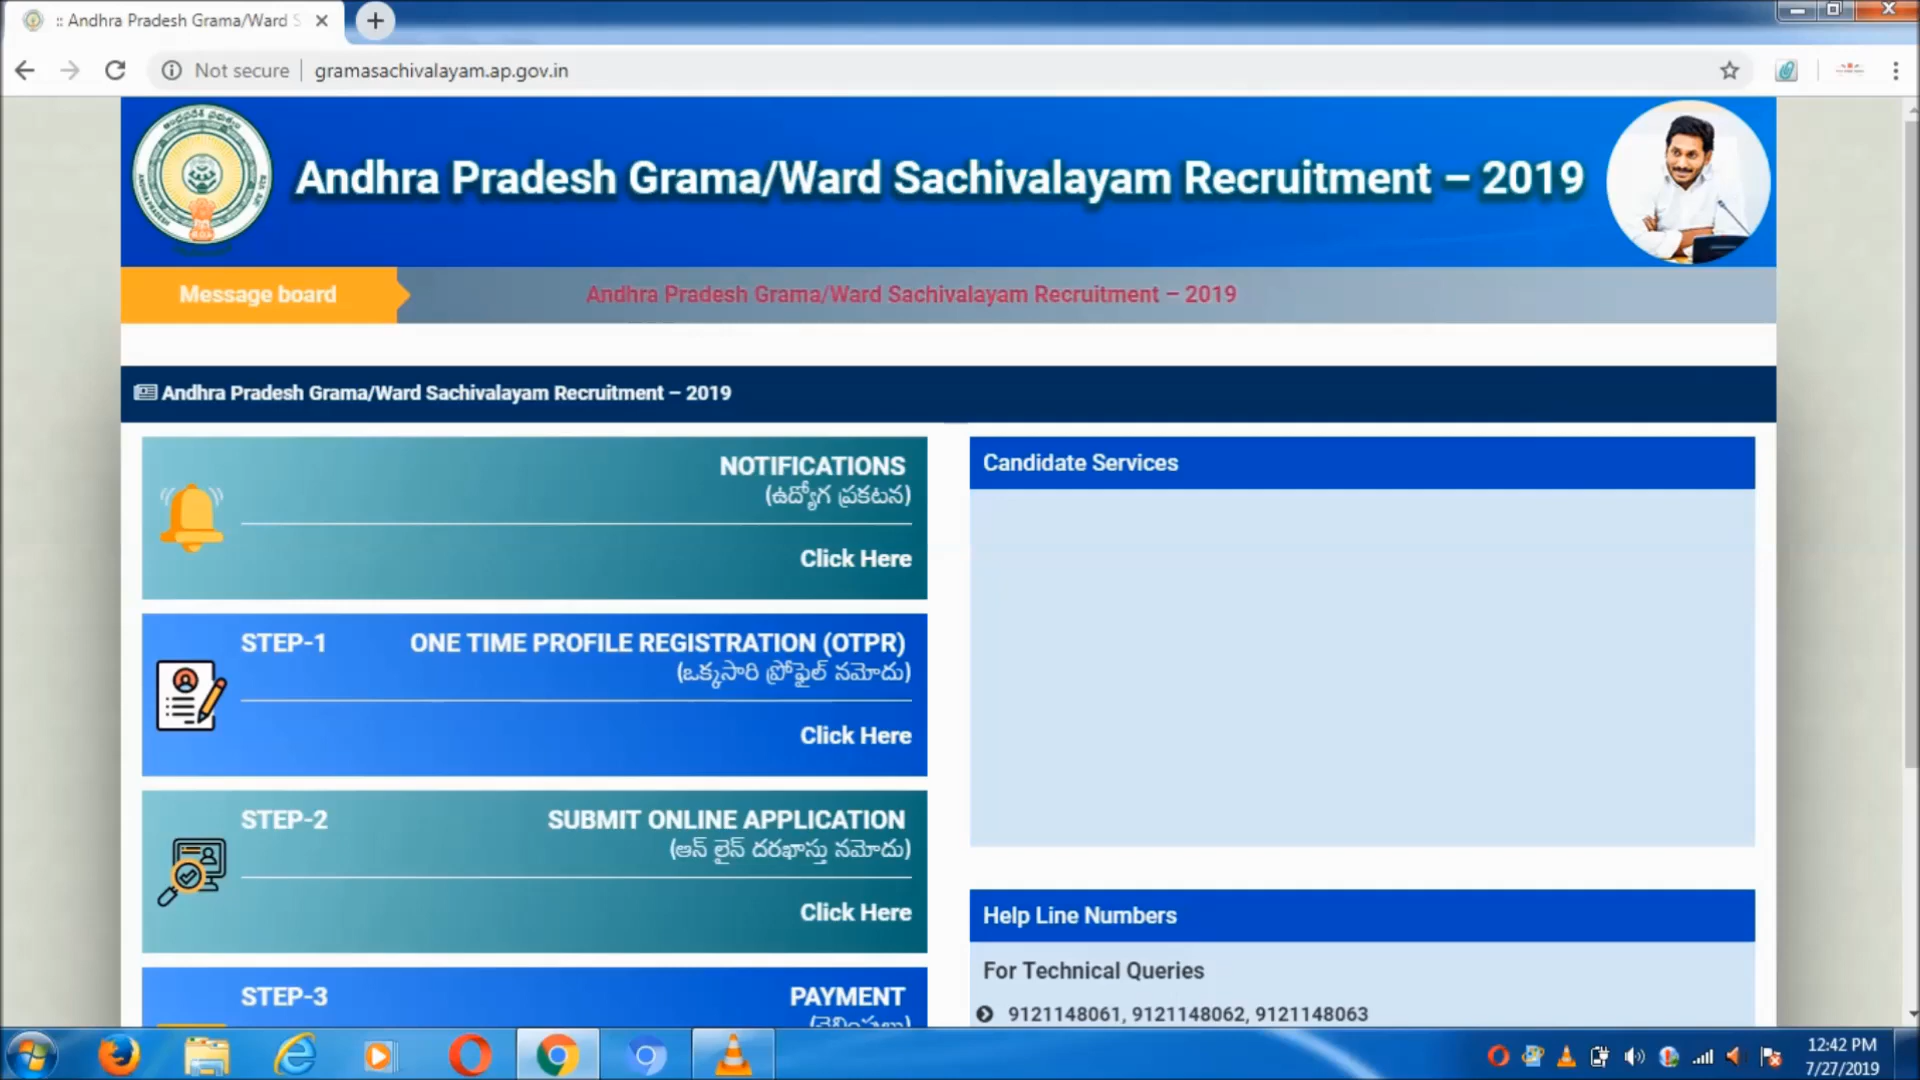 :: Andhra Pradesh Grama/Ward S
Not secure
gramasachivalayam.ap.gov.in
Andhra Pradesh Grama/Ward Sachivalayam Recruitment – 2019
Message board
Andhra Pradesh Grama/Ward Sachivalayam Recruitment – 2019
Andhra Pradesh Grama/Ward Sachivalayam Recruitment – 2019
NOTIFICATIONS
(ఉద్యోగ ప్రకటన)
Click Here
STEP-1 ONE TIME PROFILE REGISTRATION (OTPR)
(ఒక్కసారి ప్రోఫైల్ నమోదు)
Click Here
STEP-2 SUBMIT ONLINE APPLICATION
(ఆన్ లైన్ దరఖాస్తు నమోదు)
Click Here
STEP-3 PAYMENT
Candidate Services
Help Line Numbers
For Technical Queries
9121148061, 9121148062, 9121148063
12:42 PM
7/27/2019